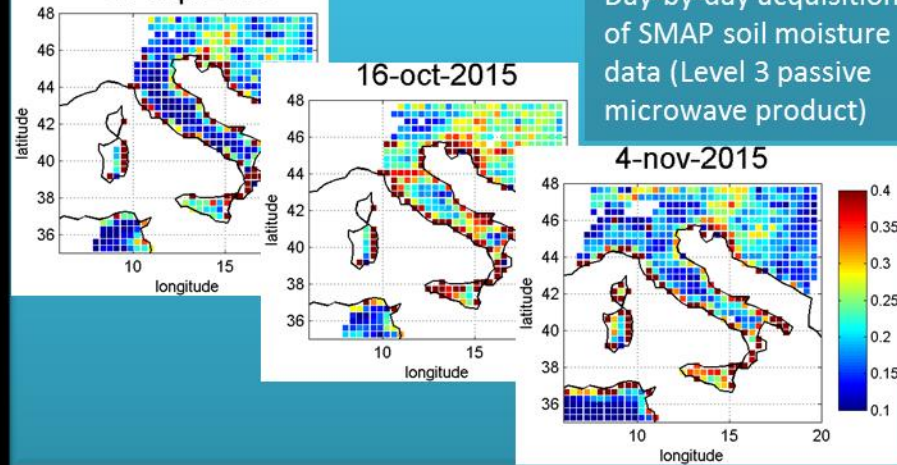 Day-by-day acquisition
of SMAP soil moisture
data (Level 3 passive
microwave product)
48
46
44
42
40
38
36
latitude
10
15
longitude
16-oct-2015
48
46
44
42
40
38
36
latitude
10
15
longitude
4-nov-2015
48
46
44
42
40
38
36
latitude
10
15
20
longitude
0.4
0.35
0.3
0.25
0.2
0.15
0.1